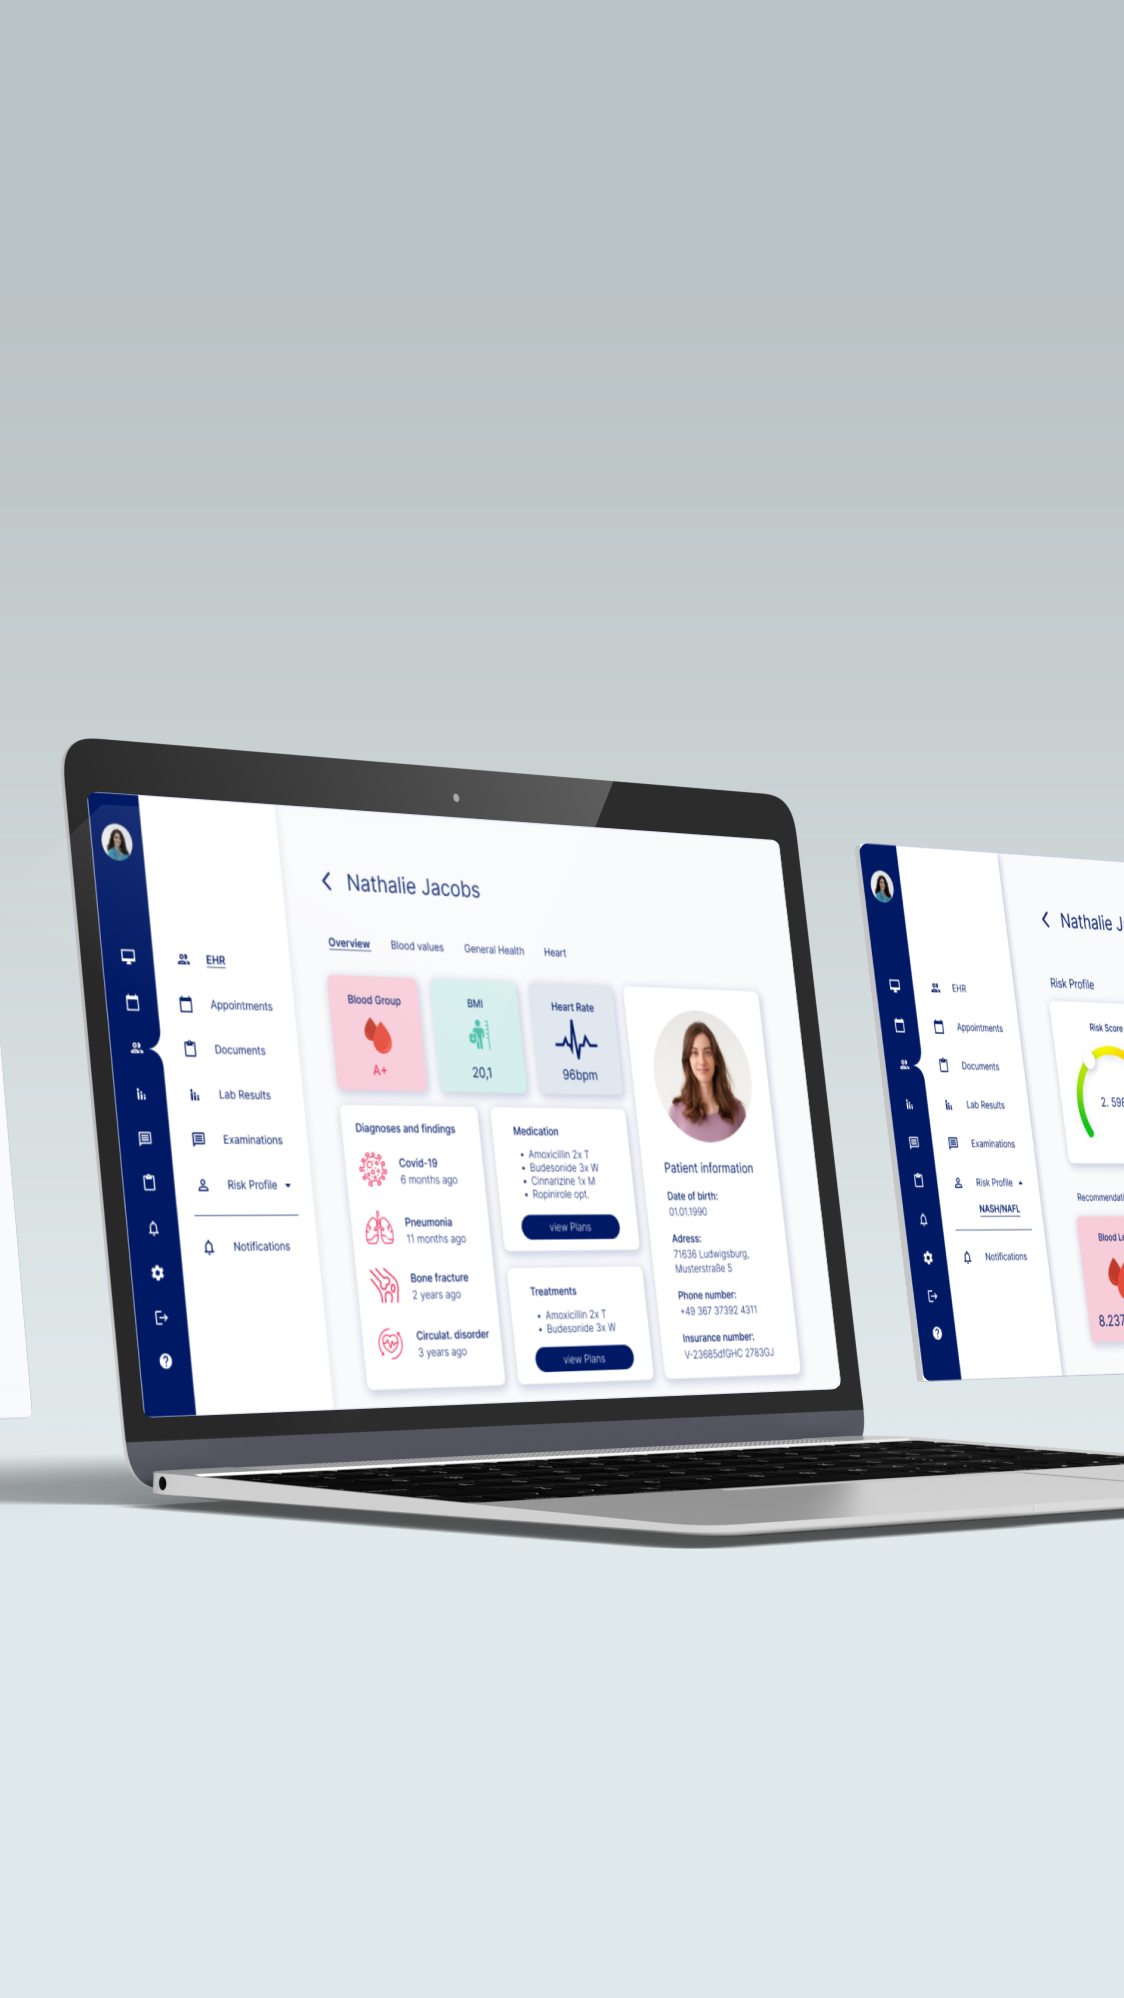 Nathalie Jacobs
Overview
Blood values
General Health
Heart
EHR
Appointments
Documents
Lab Results
Examinations
Risk Profile
Notifications
Blood Group
A+
BMI
20,1
Heart Rate
96bpm
Diagnoses and findings
Covid-19
6 months ago
Pneumonia
11 months ago
Bone fracture
2 years ago
Circulat. disorder
3 years ago
Medication
• Amoxicillin 2x T
• Budesonide 3x W
• Cinnarizine 1x M
• Ropinirole opt.
view Plans
Treatments
• Amoxicillin 2x T
• Budesonide 3x W
view Plans
Patient information
Date of birth:
01.01.1990
Adress:
71636 Ludwigsburg,
Musterstraße 5
Phone number:
+49 367 37392 4311
Insurance number:
V-23685dfGHC 2783GJ
Nathalie J
EHR
Appointments
Documents
Lab Results
Examinations
Risk Profile
NASH/NAFL
Notifications
Risk Profile
Risk Score
2. 598
Recommendati
Blood Le
8.237